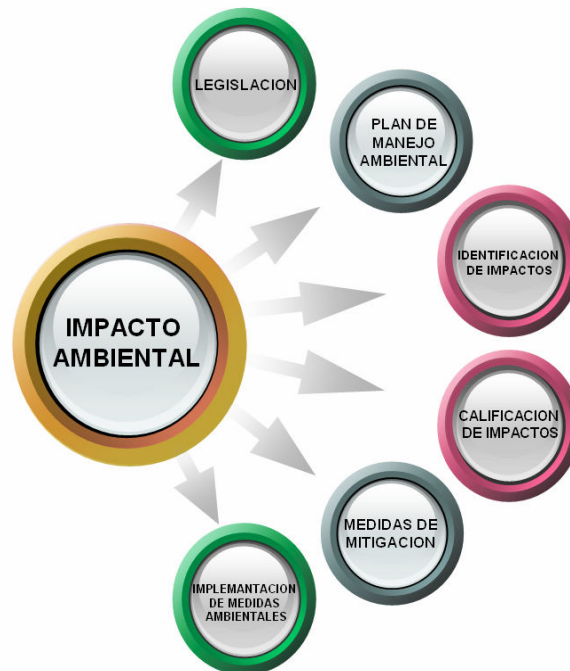 LEGISLACION
PLAN DE
MANEJO
AMBIENTAL
IDENTIFICACION
DE IMPACTOS
IMPACTO
AMBIENTAL
CALIFICACION
DE IMPACTOS
MEDIDAS DE
MITIGACION
IMPLEMANTACION
DE MEDIDAS
AMBIENTALES